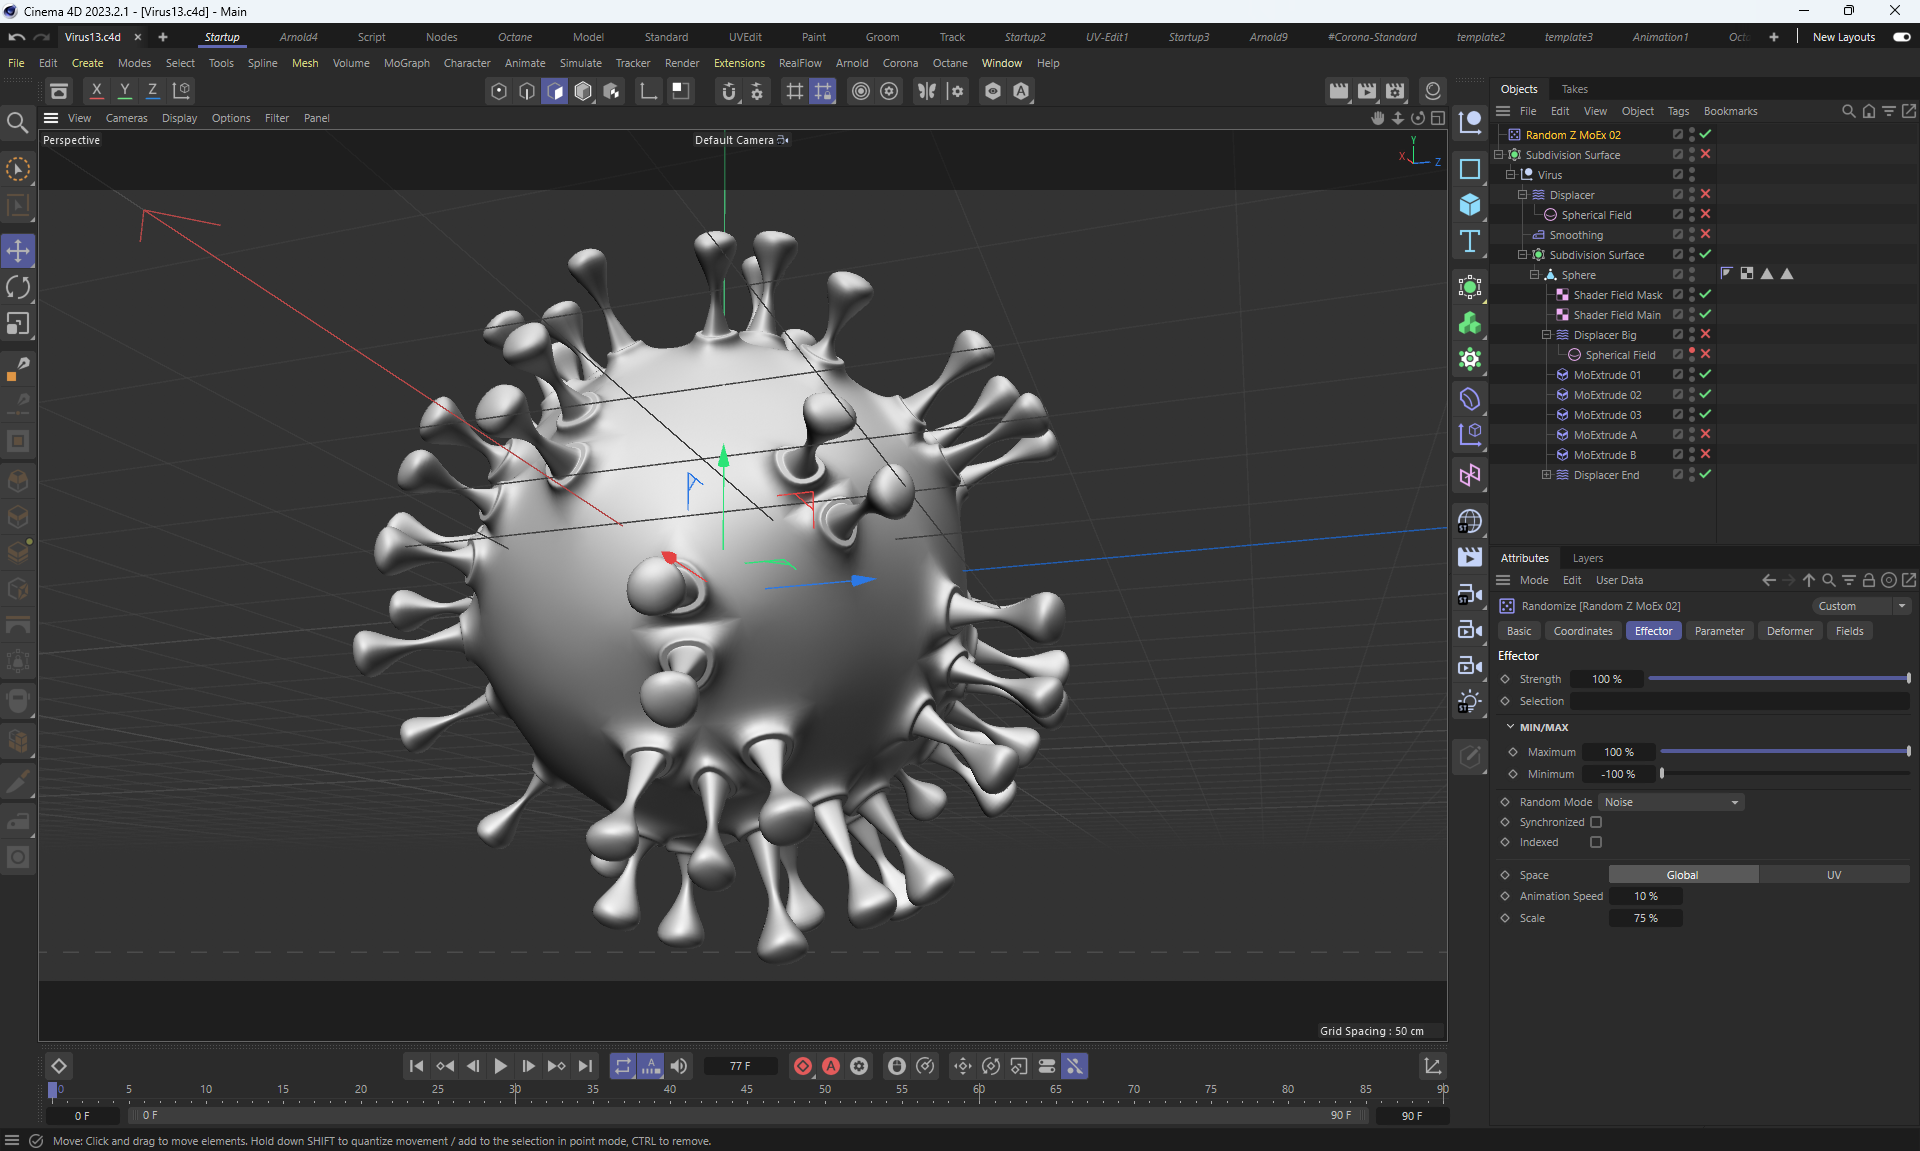 Cinema 4D 2023.2.1 - [Virus13.c4d] - Main
Virus13.c4d × + Startup Arnold4 Script Nodes Octane Model Standard UVEdit Paint Groom Track Startup2 UV-Edit1 Startup3 Arnold9 #Corona-Standard template2 template3 Animation1 + New Layouts
File Edit Create Modes Select Tools Spline Mesh Volume MoGraph Character Animate Simulate Tracker Render Extensions RealFlow Arnold Corona Octane Window Help
X Y Z
View Cameras Display Options Filter Panel
Perspective
Default Camera
Y
X
Z
Grid Spacing : 50 cm
Objects Takes
File Edit View Object Tags Bookmarks
Random Z MoEx 02
Subdivision Surface
Virus
Displacer
Spherical Field
Smoothing
Subdivision Surface
Sphere
Shader Field Mask
Shader Field Main
Displacer Big
Spherical Field
MoExtrude 01
MoExtrude 02
MoExtrude 03
MoExtrude A
MoExtrude B
Displacer End
Attributes Layers
Mode Edit User Data
Randomize [Random Z MoEx 02]
Custom
Basic Coordinates Effector Parameter Deformer Fields
Effector
Strength 100 %
Selection
MIN/MAX
Maximum 100 %
Minimum -100 %
Random Mode Noise
Synchronized
Indexed
Space Global UV
Animation Speed 10 %
Scale 75 %
77 F
0 5 10 15 20 25 30 35 40 45 50 55 60 65 70 75 80 85 90
0 F 0 F 90 F 90 F
Move: Click and drag to move elements. Hold down SHIFT to quantize movement / add to the selection in point mode, CTRL to remove.